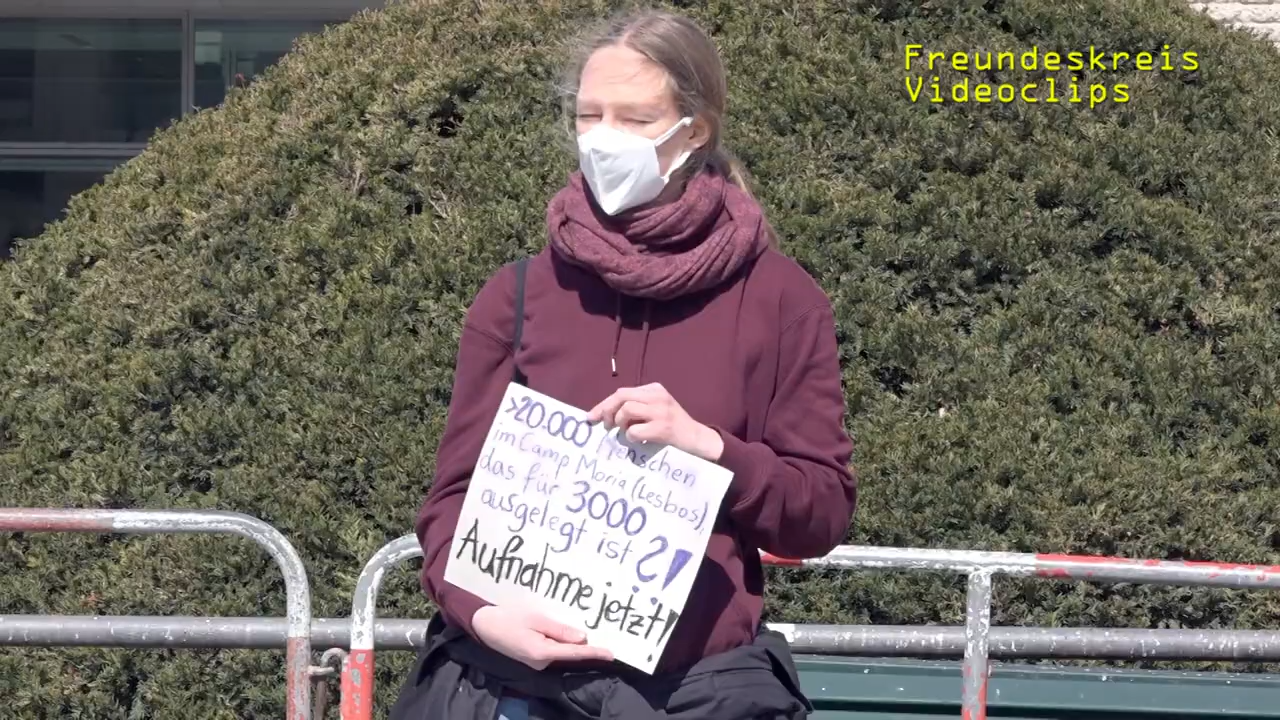 Freundeskreis
Videoclips
>20.000 Menschen
im Camp Moria (Lesbos),
das für 3000
ausgelegt ist ?!
Aufnahme jetzt!